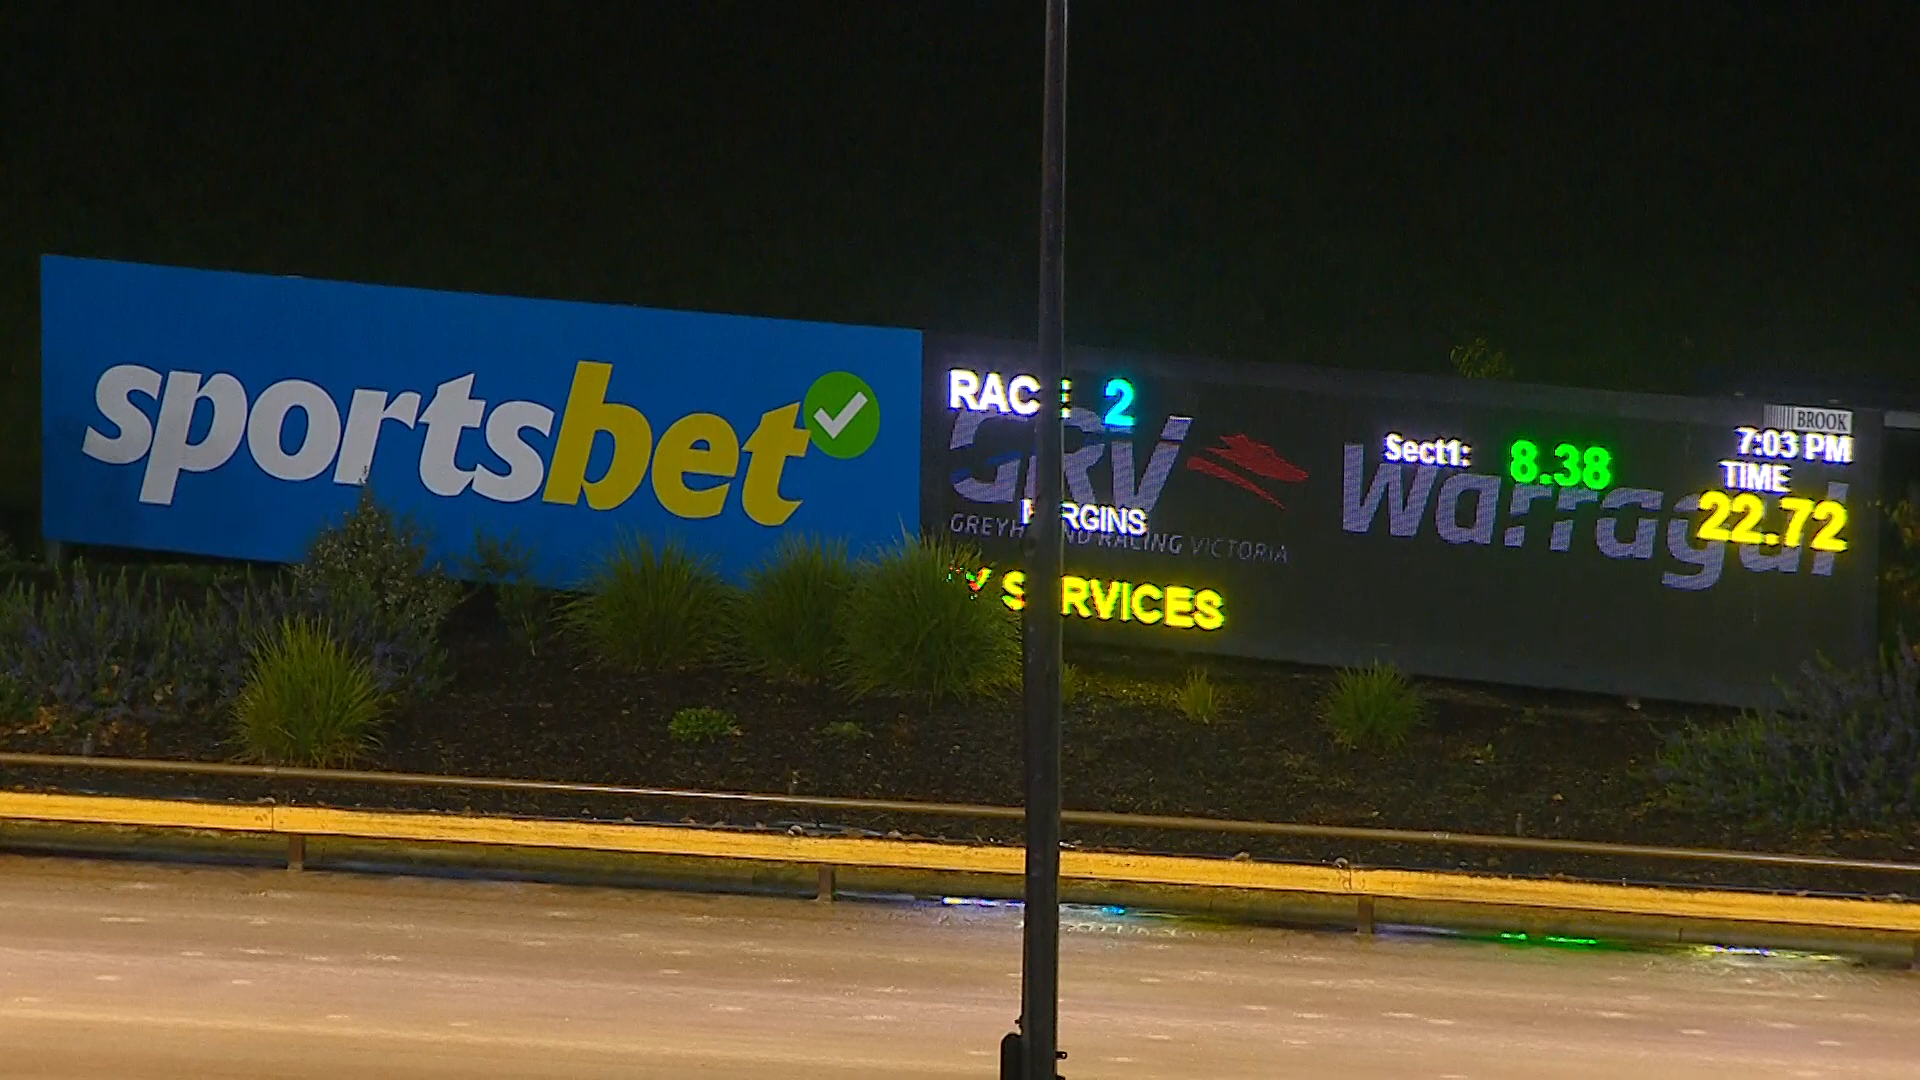 sportsbet
RACE 2
GRV
GREYHOUND RACING VICTORIA
MARGINS
SERVICES
warragul
Sect1: 8.38
BROOK
7:03 PM
TIME
22.72